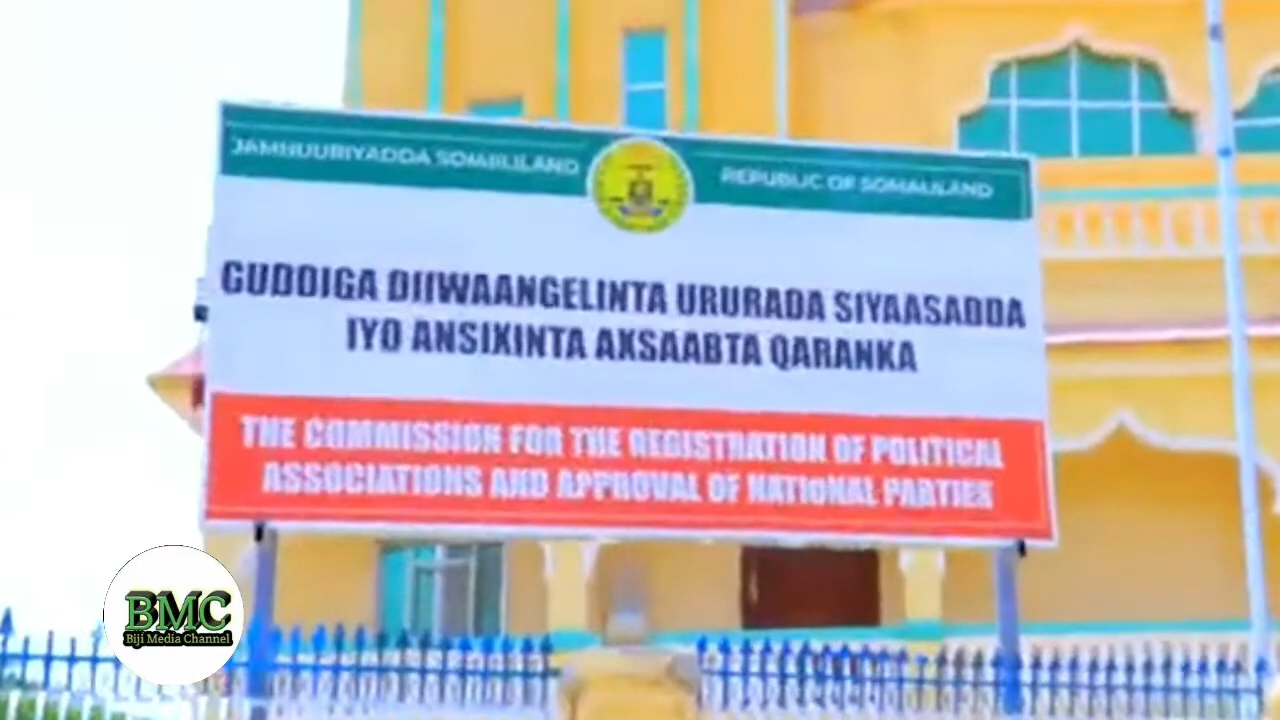 JAMHUURIYADDA SOMALILAND
REPUBLIC OF SOMALILAND
GUDDIGA DIIWAANGELINTA URURADA SIYAASADDA
IYO ANSIXINTA AXSAABTA QARANKA
THE COMMISSION FOR THE REGISTRATION OF POLITICAL
ASSOCIATIONS AND APPROVAL OF NATIONAL PARTIES
BMC
Biji Media Channel